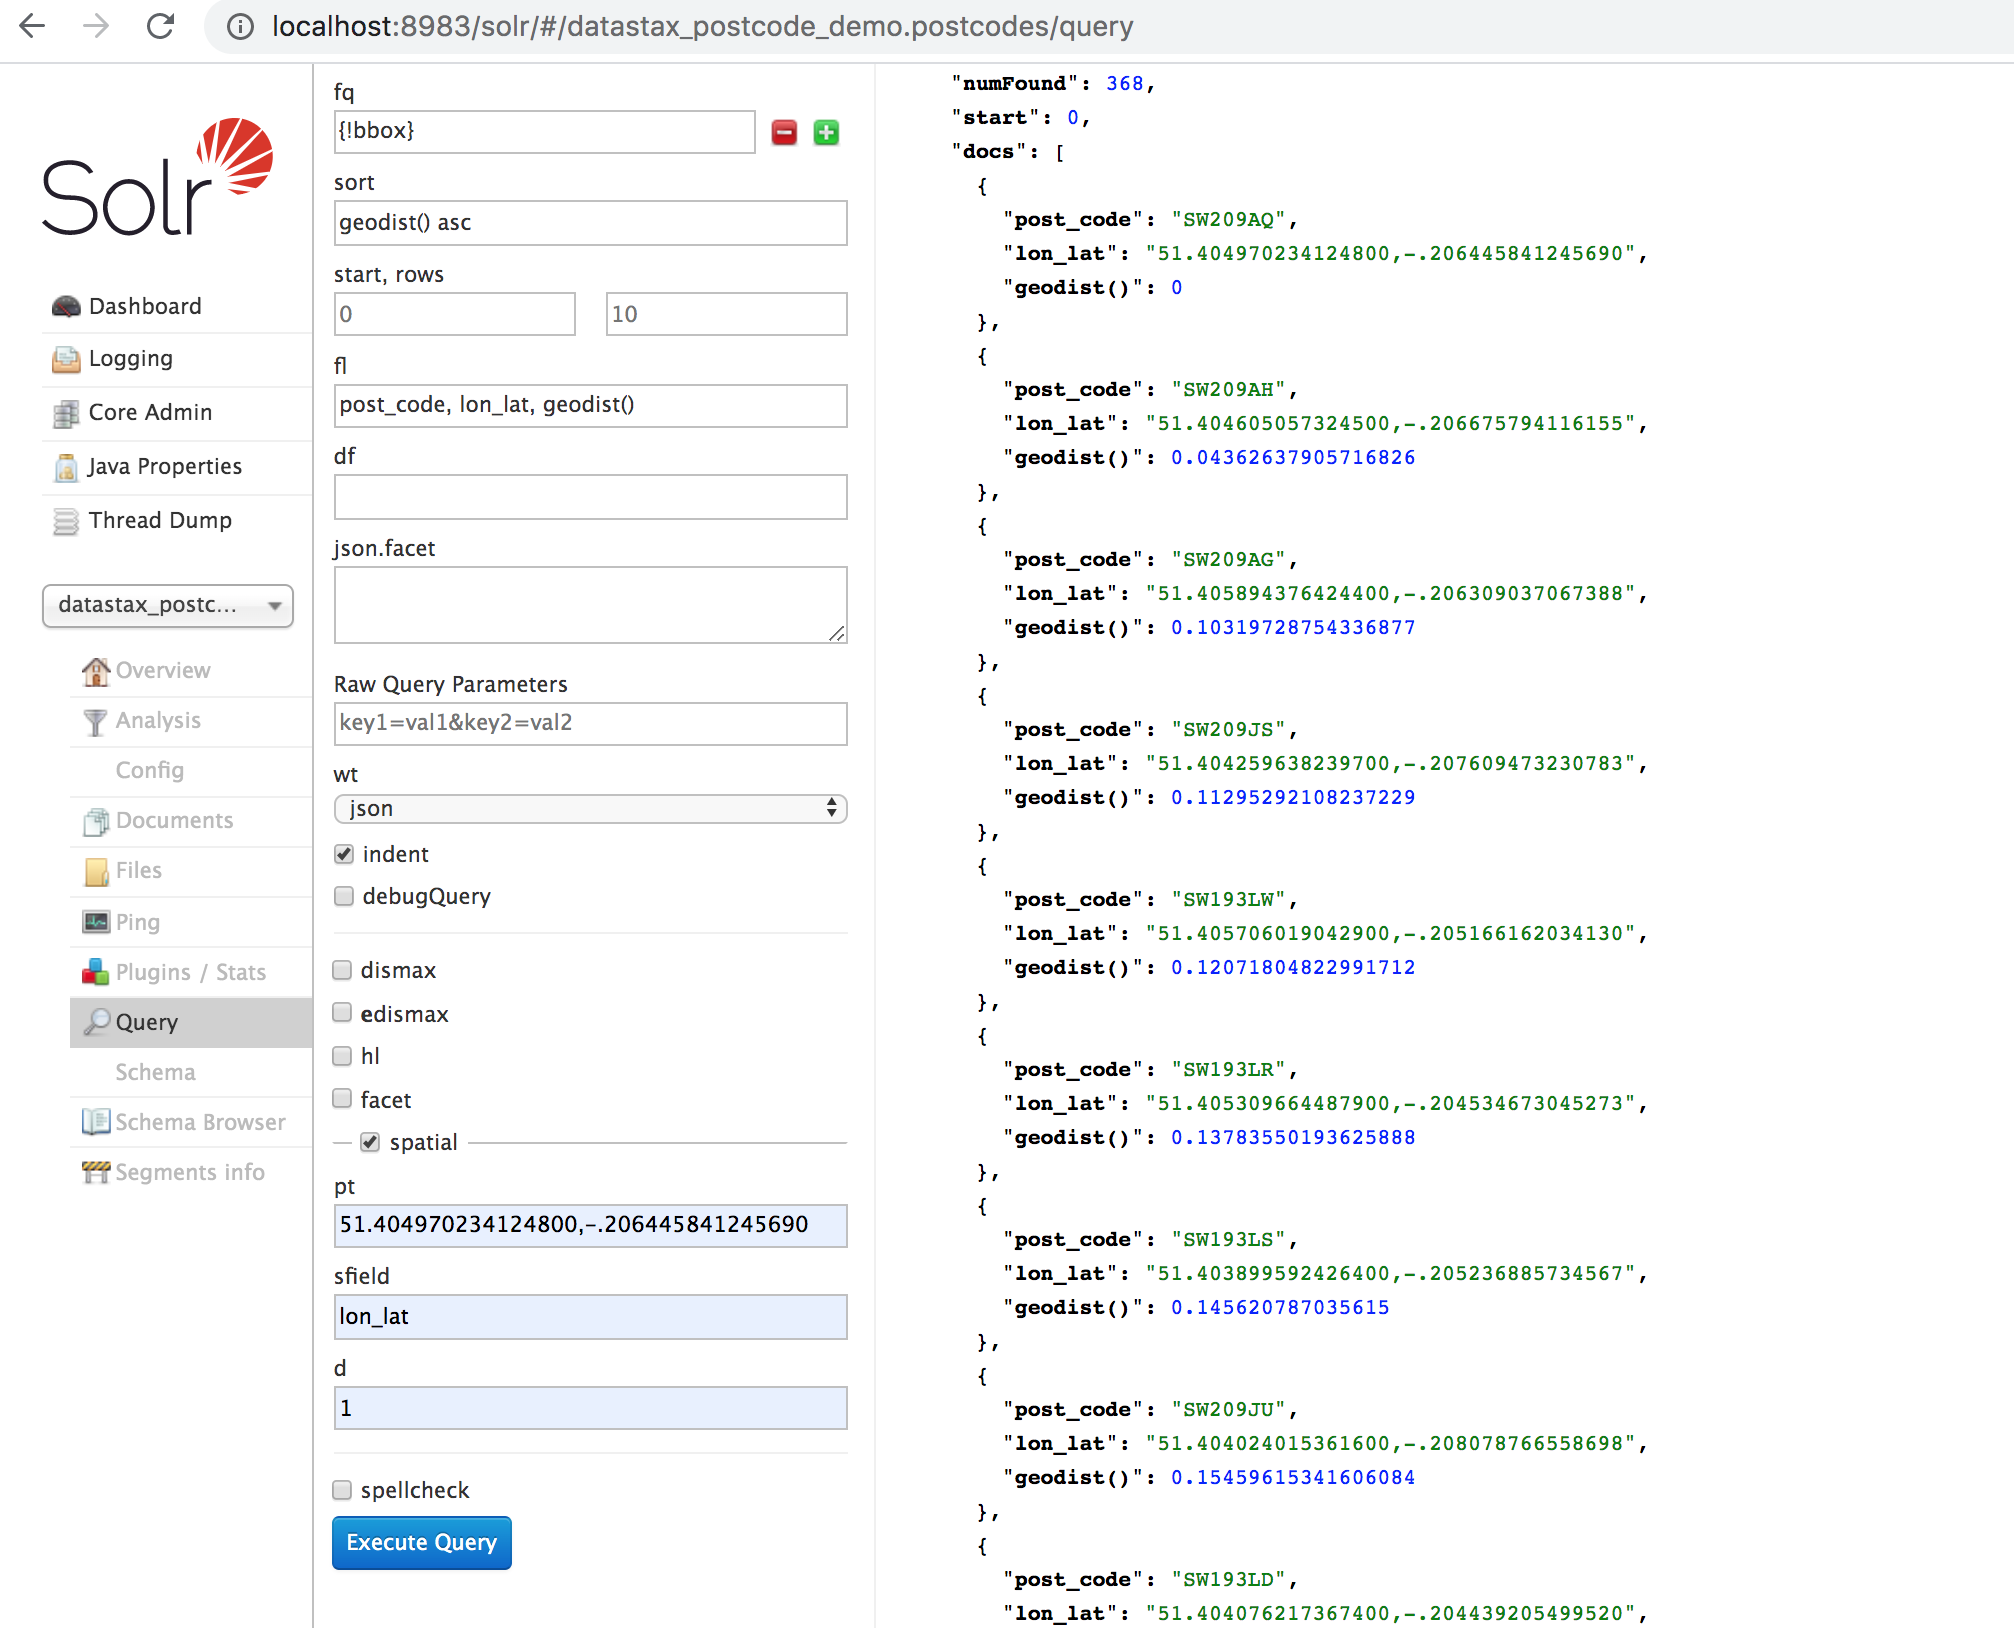 localhost:8983/solr/#/datastax_postcode_demo.postcodes/query
Solr
Dashboard
Logging
Core Admin
Java Properties
Thread Dump
datastax_postc...
Overview
Analysis
Config
Documents
Files
Ping
Plugins / Stats
Query
Schema
Schema Browser
Segments info
fq
{!bbox}
sort
geodist() asc
start, rows
0 10
fl
post_code, lon_lat, geodist()
df
json.facet
Raw Query Parameters
key1=val1&key2=val2
wt
json
indent
debugQuery
dismax
edismax
hl
facet
spatial
pt
51.404970234124800,-.206445841245690
sfield
lon_lat
d
1
spellcheck
Execute Query
"numFound": 368,
"start": 0,
"docs": [
{
"post_code": "SW209AQ",
"lon_lat": "51.404970234124800,-.206445841245690",
"geodist()": 0
},
{
"post_code": "SW209AH",
"lon_lat": "51.404605057324500,-.206675794116155",
"geodist()": 0.04362637905716826
},
{
"post_code": "SW209AG",
"lon_lat": "51.405894376424400,-.206309037067388",
"geodist()": 0.10319728754336877
},
{
"post_code": "SW209JS",
"lon_lat": "51.404259638239700,-.207609473230783",
"geodist()": 0.11295292108237229
},
{
"post_code": "SW193LW",
"lon_lat": "51.405706019042900,-.205166162034130",
"geodist()": 0.12071804822991712
},
{
"post_code": "SW193LR",
"lon_lat": "51.405309664487900,-.204534673045273",
"geodist()": 0.13783550193625888
},
{
"post_code": "SW193LS",
"lon_lat": "51.403899592426400,-.205236885734567",
"geodist()": 0.145620787035615
},
{
"post_code": "SW209JU",
"lon_lat": "51.404024015361600,-.208078766558698",
"geodist()": 0.15459615341606084
},
{
"post_code": "SW193LD",
"lon_lat": "51.404076217367400,-.204439205499520",